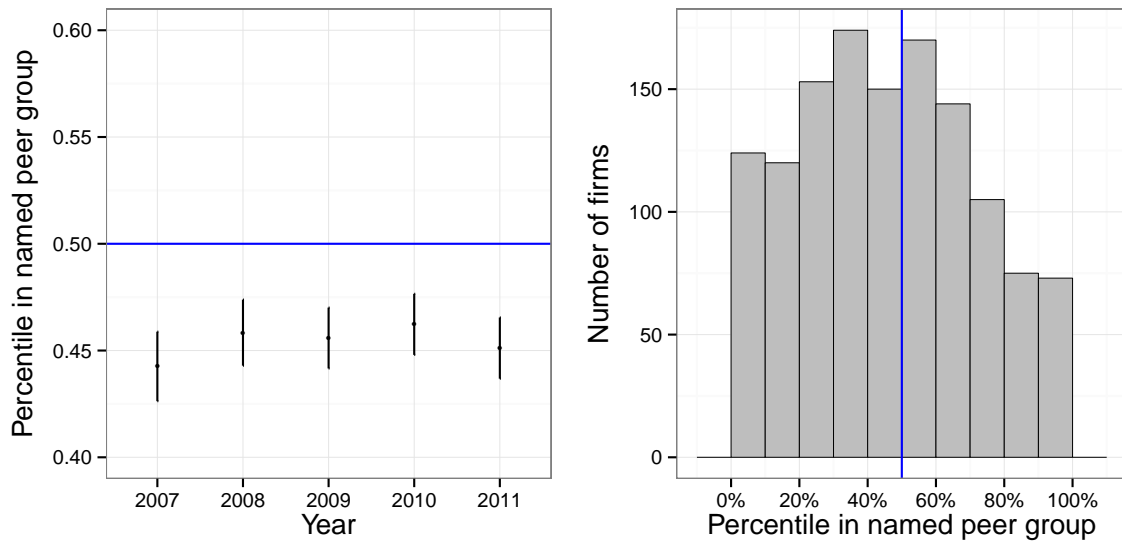 Percentile in named peer group
0.60
0.55
0.50
0.45
0.40
2007 2008 2009 2010 2011
Year
Number of firms
150
100
50
0
0% 20% 40% 60% 80% 100%
Percentile in named peer group